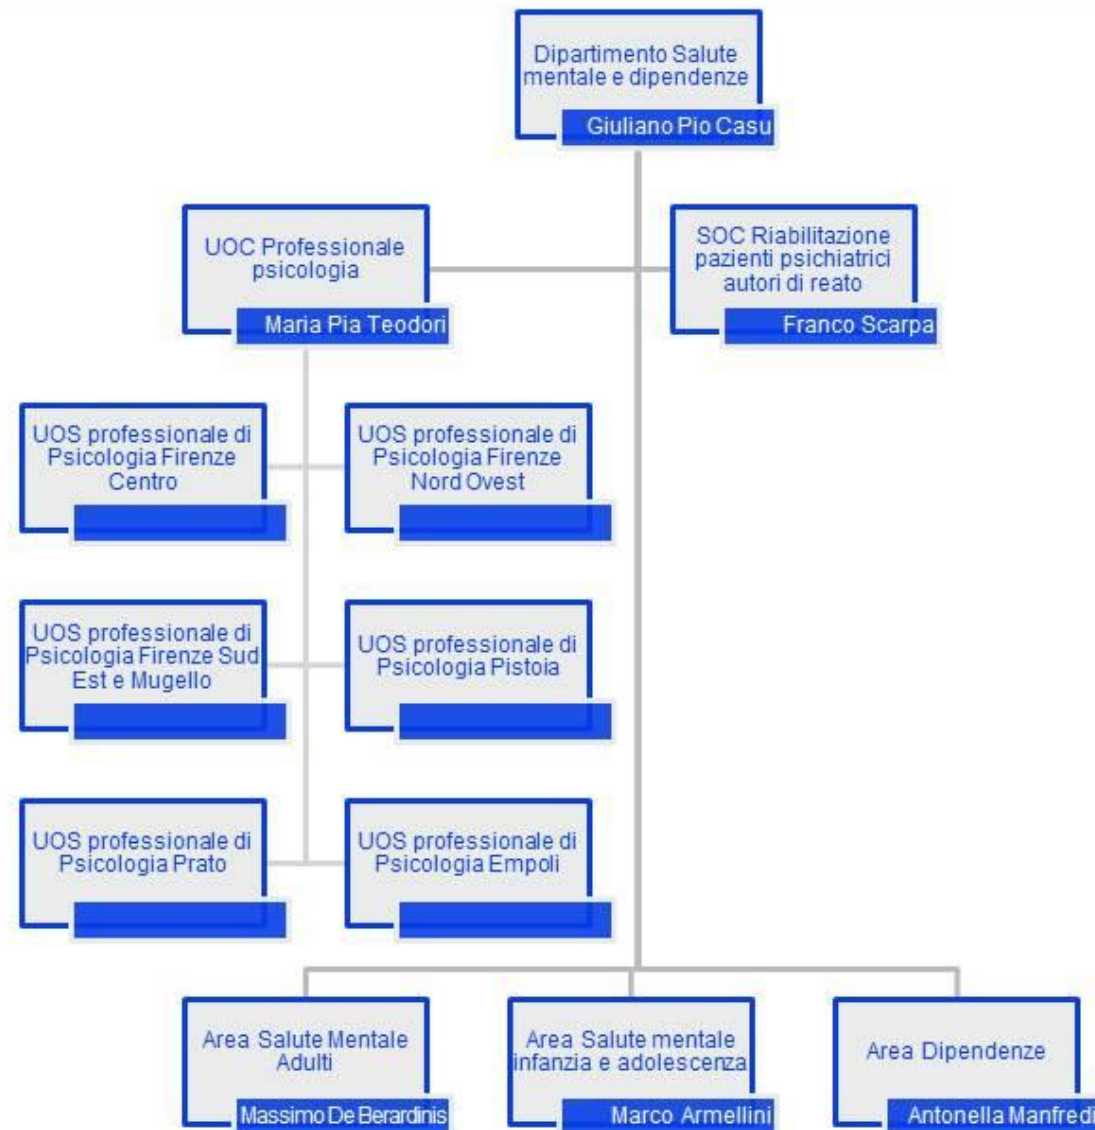 Dipartimento Salute
mentale e dipendenze
Giuliano Pio Casu
UOC Professionale
psicologia
Maria Pia Teodori
SOC Riabilitazione
pazienti psichiatrici
autori di reato
Franco Scarpa
UOS professionale di
Psicologia Firenze
Centro
UOS professionale di
Psicologia Firenze
Nord Ovest
UOS professionale di
Psicologia Firenze Sud
Est e Mugello
UOS professionale di
Psicologia Pistoia
UOS professionale di
Psicologia Prato
UOS professionale di
Psicologia Empoli
Area Salute Mentale
Adulti
Massimo De Berardinis
Area Salute mentale
infanzia e adolescenza
Marco Armellini
Area Dipendenze
Antonella Manfredi